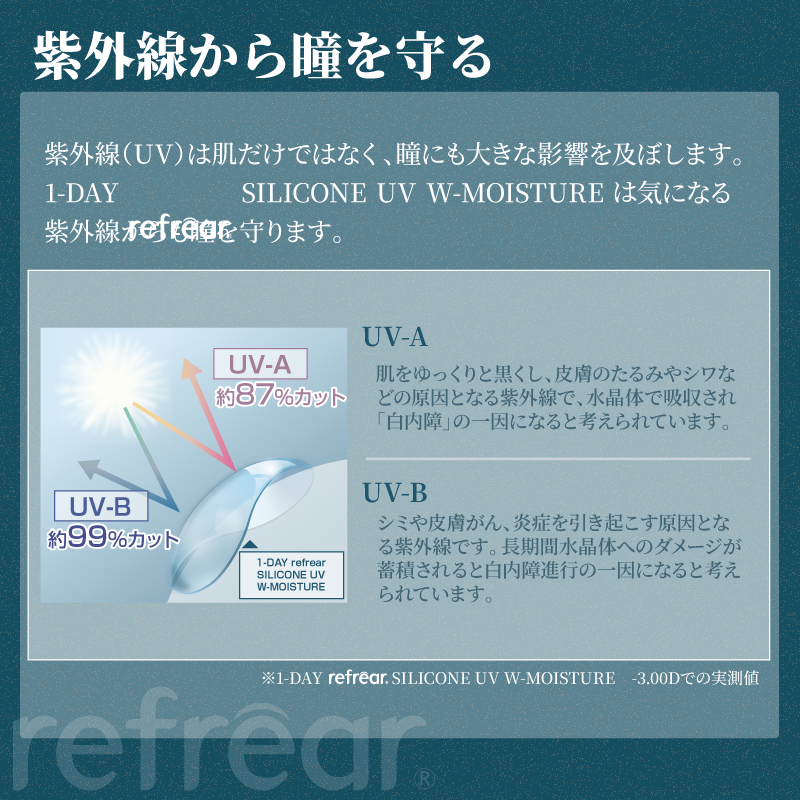 紫外線から瞳を守る
紫外線（UV）は肌だけではなく、瞳にも大きな影響を及ぼします。
1-DAY SILICONE UV W-MOISTURE は気になる
紫外線からも瞳を守ります。
refrear
UV-A
約87%カット
UV-B
約99%カット
1-DAY refrear
SILICONE UV
W-MOISTURE
UV-A
肌をゆっくりと黒くし、皮膚のたるみやシワな
どの原因となる紫外線で、水晶体で吸収され
「白内障」の一因になると考えられています。
UV-B
シミや皮膚がん、炎症を引き起こす原因とな
る紫外線です。長期間水晶体へのダメージが
蓄積されると白内障進行の一因になると考え
られています。
※1-DAY refrear. SILICONE UV W-MOISTURE -3.00Dでの実測値
refrear®